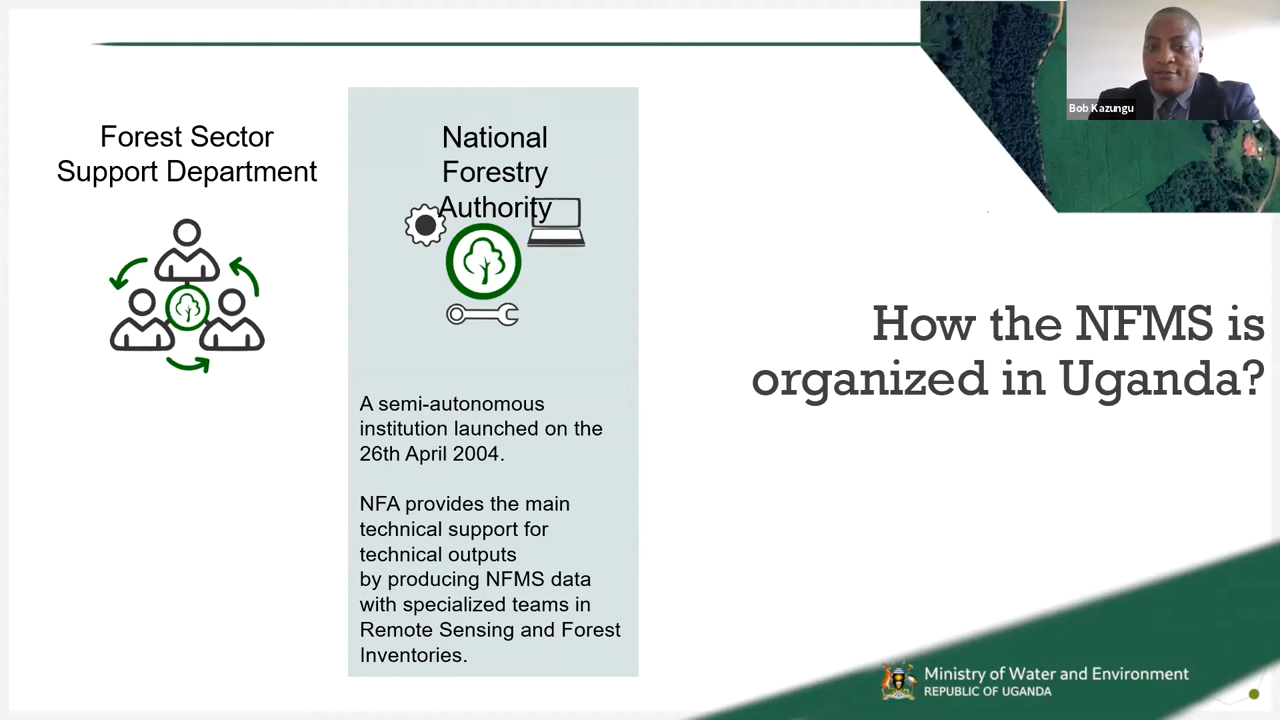 Forest Sector
Support Department
National
Forestry
Authority
A semi-autonomous
institution launched on the
26th April 2004.
NFA provides the main
technical support for
technical outputs
by producing NFMS data
with specialized teams in
Remote Sensing and Forest
Inventories.
Bob Kazungu
How the NFMS is
organized in Uganda?
Ministry of Water and Environment
REPUBLIC OF UGANDA